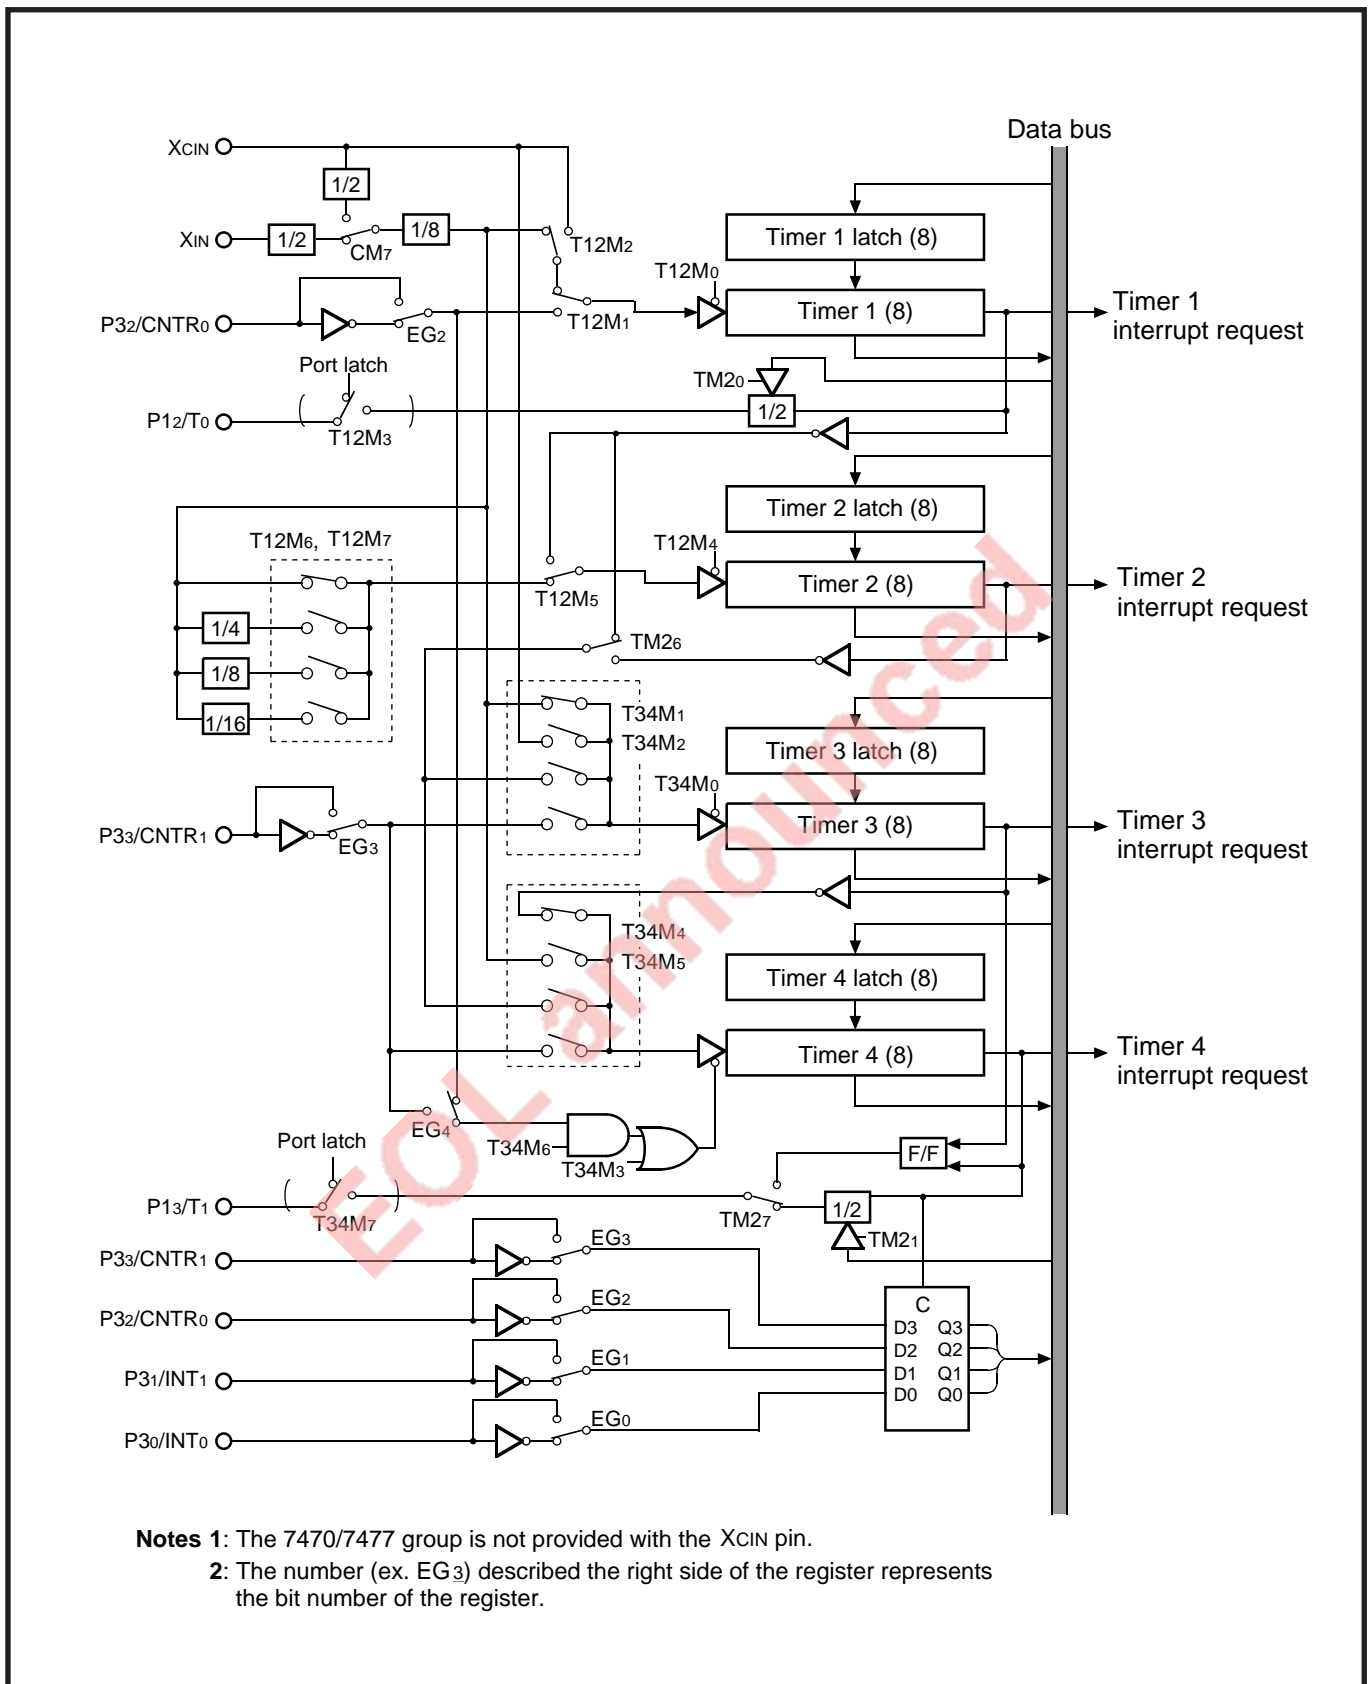 Data bus
XCIN
1/2
Timer 1 latch (8)
XIN
1/2
CM7
1/8
T12M2
T12M0
Timer 1 (8)
Timer 1
interrupt request
P32/CNTR0
EG2
T12M1
Port latch
TM20
1/2
P12/T0
T12M3
Timer 2 latch (8)
T12M6, T12M7
T12M4
Timer 2 (8)
Timer 2
interrupt request
T12M5
1/4
TM26
1/8
1/16
T34M1
T34M2
Timer 3 latch (8)
T34M0
Timer 3 (8)
Timer 3
interrupt request
P33/CNTR1
EG3
T34M4
T34M5
Timer 4 latch (8)
Timer 4 (8)
Timer 4
interrupt request
EG4
Port latch
T34M6
T34M3
F/F
P13/T1
T34M7
TM27
1/2
TM21
P33/CNTR1
EG3
P32/CNTR0
EG2
C
D3 Q3
D2 Q2
P31/INT1
EG1
D1 Q1
D0 Q0
P30/INT0
EG0
EOL announced
Notes 1: The 7470/7477 group is not provided with the XCIN pin.
2: The number (ex. EG3) described the right side of the register represents
the bit number of the register.